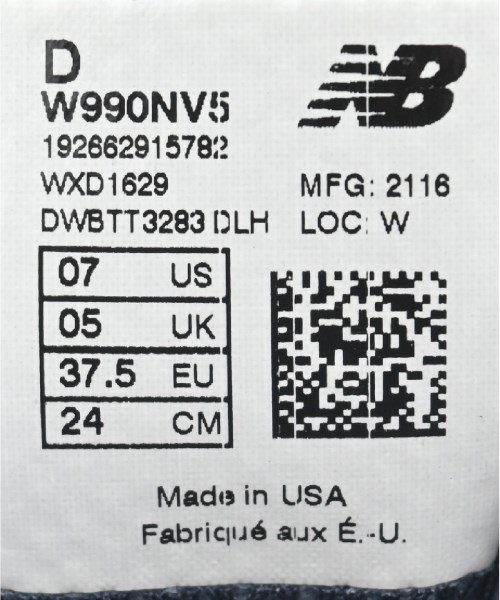 D
NB
W990NV5
192662915782
WXD1629
MFG: 2116
DWBTT3283 DLH
LOC: W
07 US
05 UK
37.5 EU
24 CM
Made in USA
Fabriqué aux É.-U.